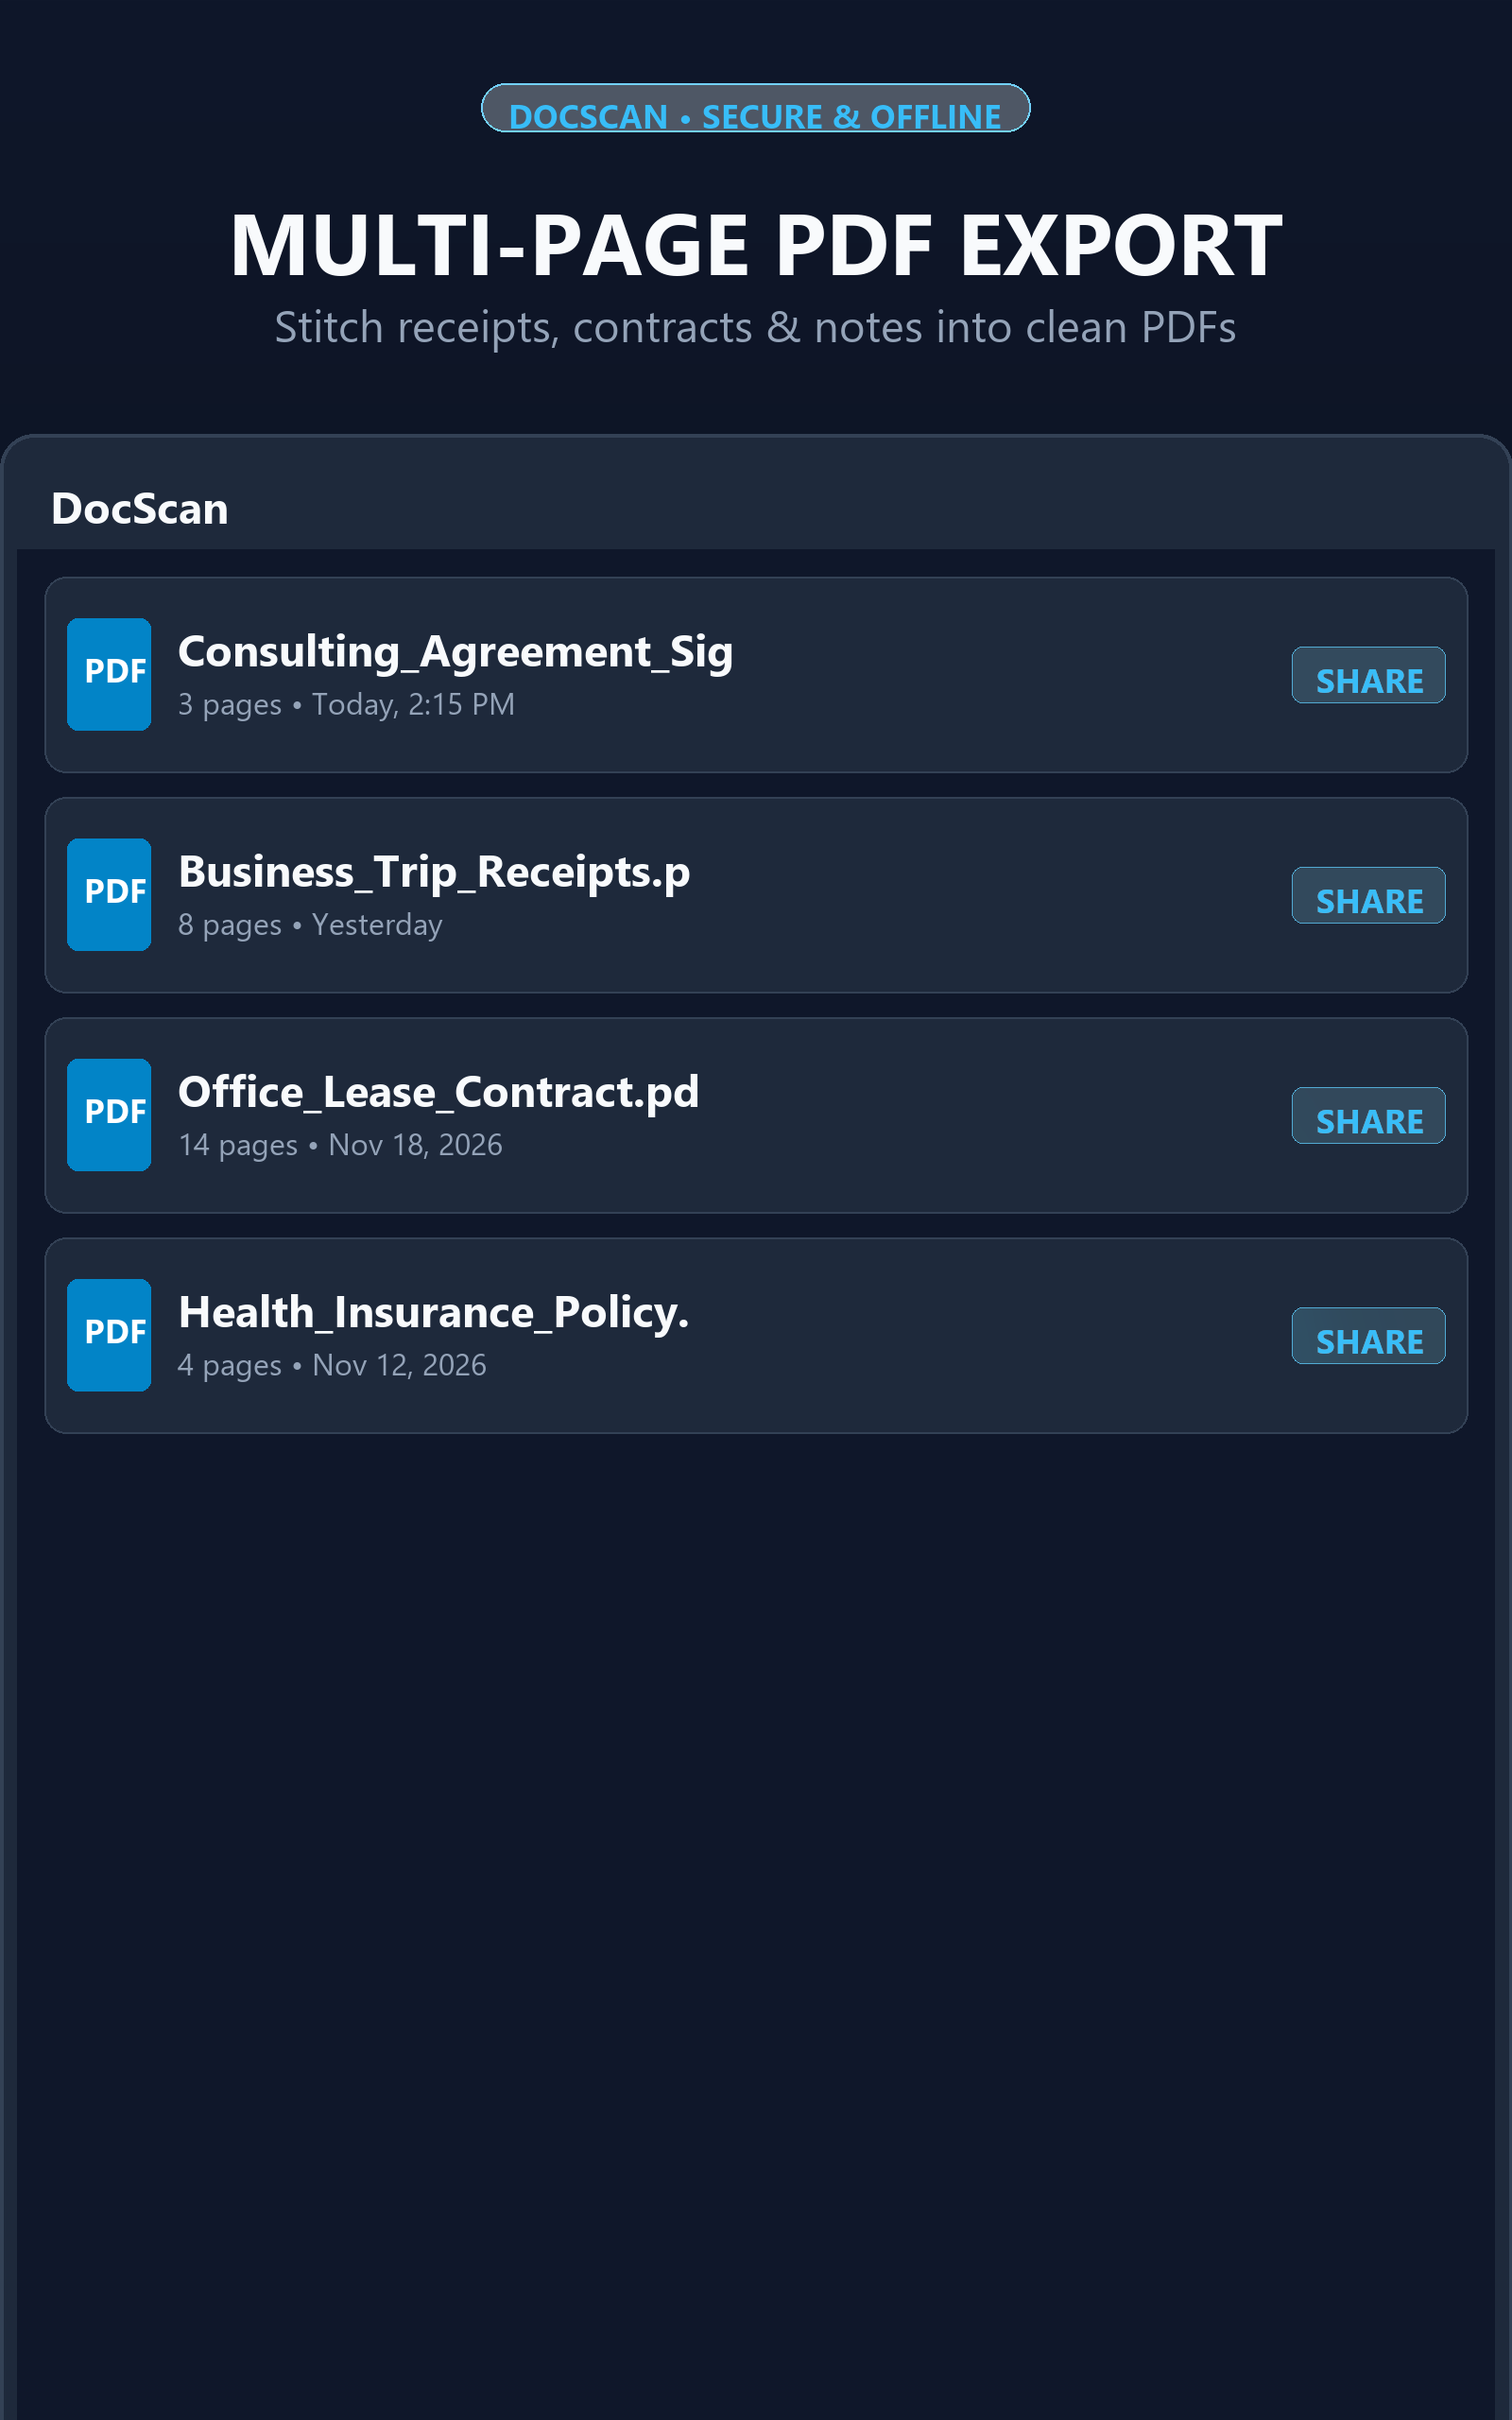 DOCSCAN • SECURE & OFFLINE
MULTI-PAGE PDF EXPORT
Stitch receipts, contracts & notes into clean PDFs
DocScan
PDF
Consulting_Agreement_Sig
3 pages • Today, 2:15 PM
SHARE
PDF
Business_Trip_Receipts.p
8 pages • Yesterday
SHARE
PDF
Office_Lease_Contract.pd
14 pages • Nov 18, 2026
SHARE
PDF
Health_Insurance_Policy.
4 pages • Nov 12, 2026
SHARE